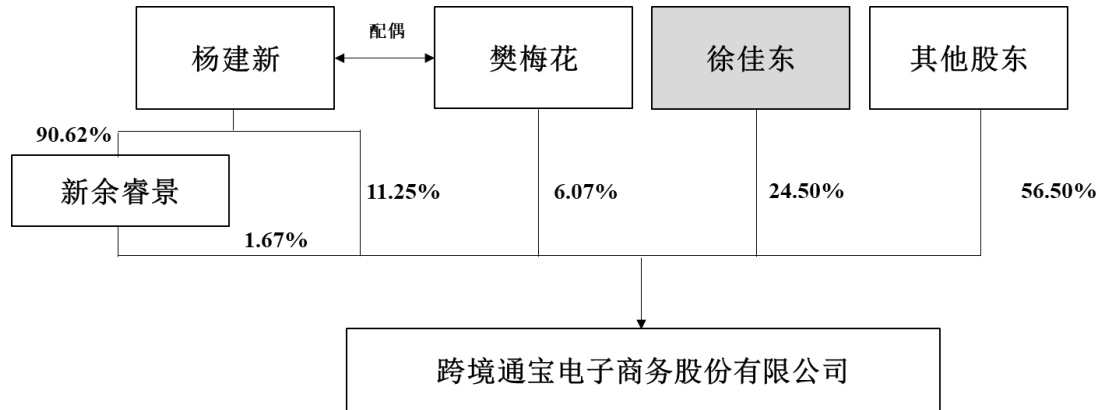 配偶
杨建新
樊梅花
徐佳东
其他股东
90.62%
新余睿景
11.25%
6.07%
24.50%
56.50%
1.67%
跨境通宝电子商务股份有限公司